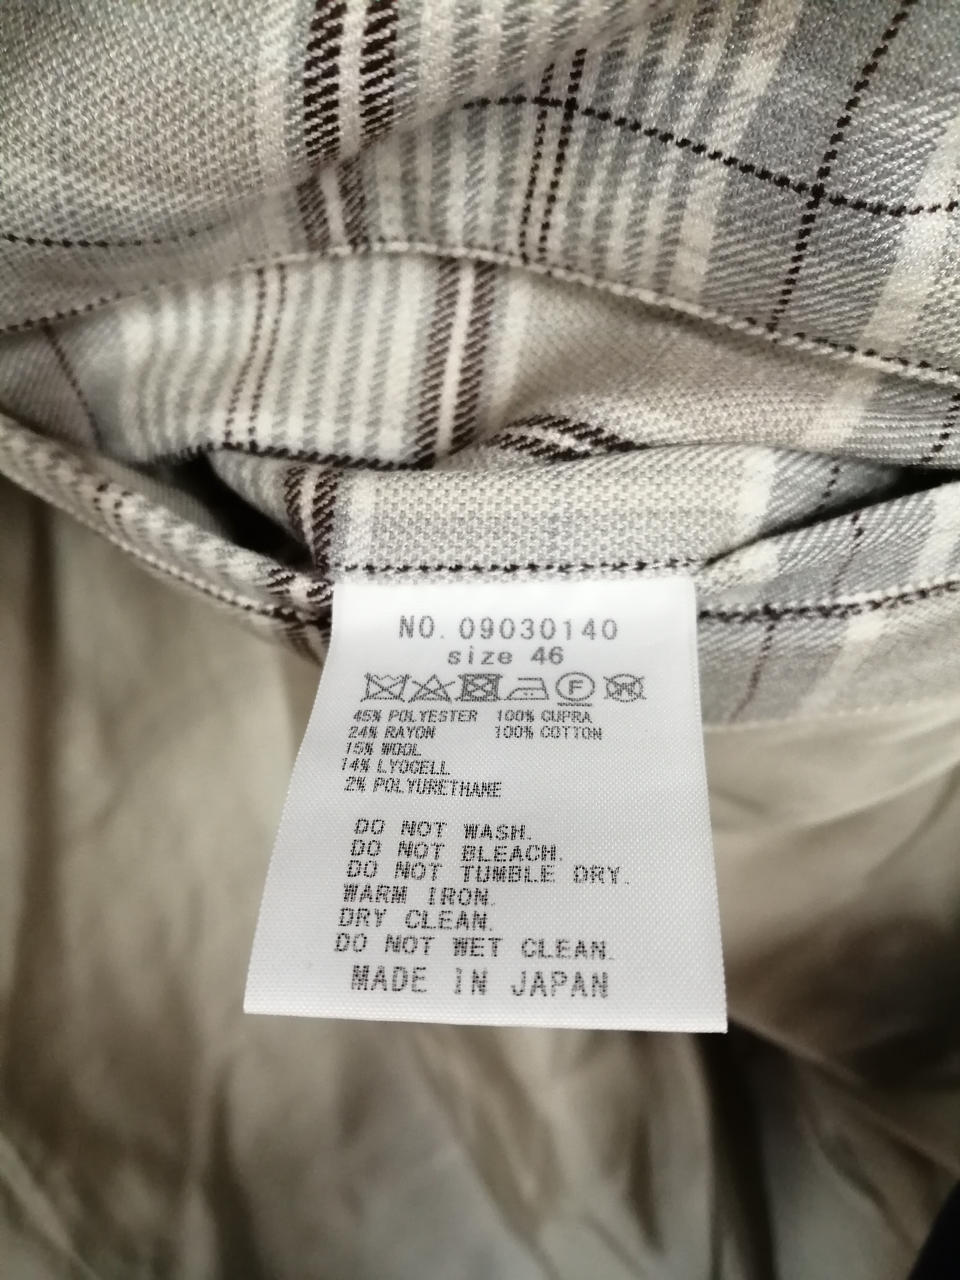 NO. 09030140
size 46
F W
45% POLYESTER 100% CUPRA
24% RAYON 100% COTTON
15% WOOL
14% LYOCELL
2% POLYURETHANE
DO NOT WASH.
DO NOT BLEACH.
DO NOT TUMBLE DRY.
WARM IRON.
DRY CLEAN.
DO NOT WET CLEAN.
MADE IN JAPAN